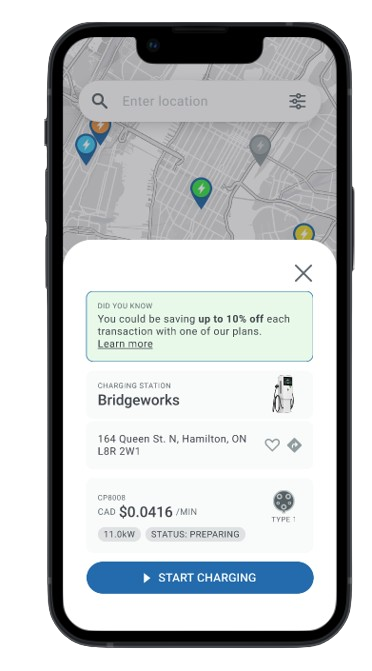 Enter location
DID YOU KNOW
You could be saving up to 10% off each
transaction with one of our plans.
Learn more
CHARGING STATION
Bridgeworks
164 Queen St. N, Hamilton, ON
L8R 2W1
CP8008
CAD $0.0416 /MIN
TYPE 1
11.0kW STATUS: PREPARING
START CHARGING